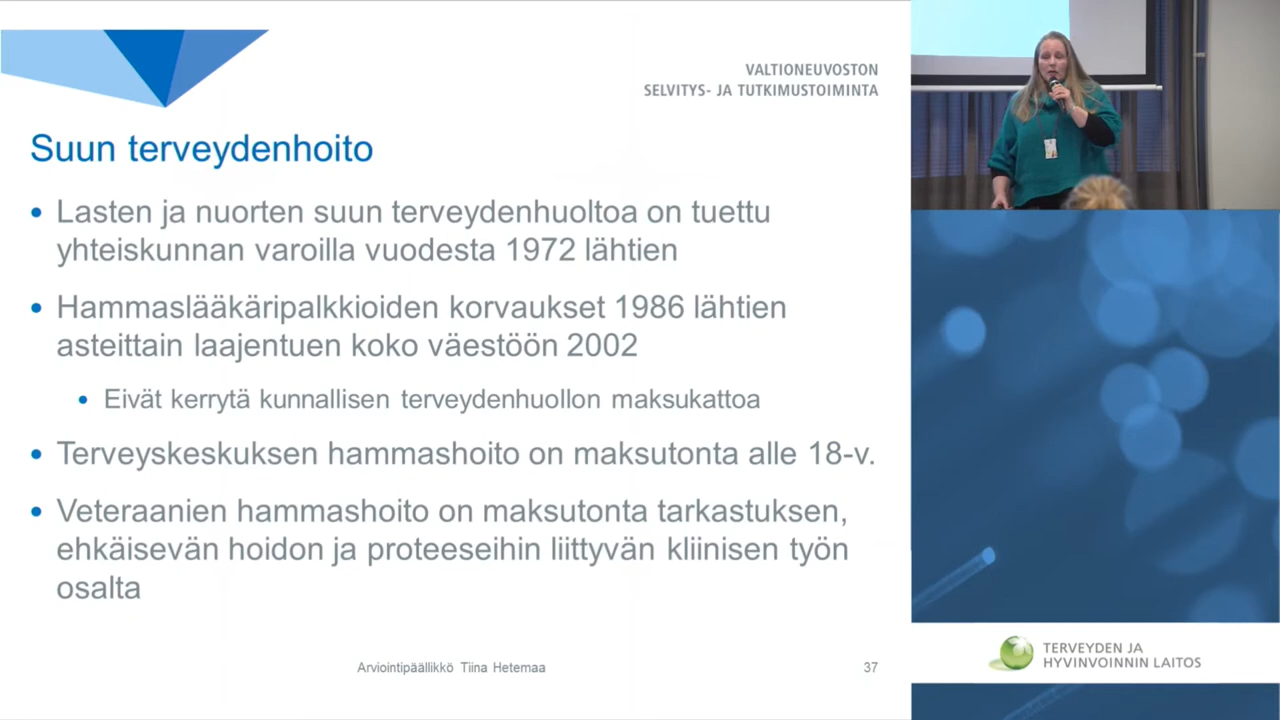 VALTIONEUVOSTON
SELVITYS- JA TUTKIMUSTOIMINTA
Suun terveydenhoito
• Lasten ja nuorten suun terveydenhuoltoa on tuettu
yhteiskunnan varoilla vuodesta 1972 lähtien
• Hammaslääkäripalkkioiden korvaukset 1986 lähtien
asteittain laajentuen koko väestöön 2002
• Eivät kerrytä kunnallisen terveydenhuollon maksukattoa
• Terveyskeskuksen hammashoito on maksutonta alle 18-v.
• Veteraanien hammashoito on maksutonta tarkastuksen,
ehkäisevän hoidon ja proteeseihin liittyvän kliinisen työn
osalta
Arviointipäällikkö Tiina Hetemaa
37
TERVEYDEN JA
HYVINVOINNIN LAITOS